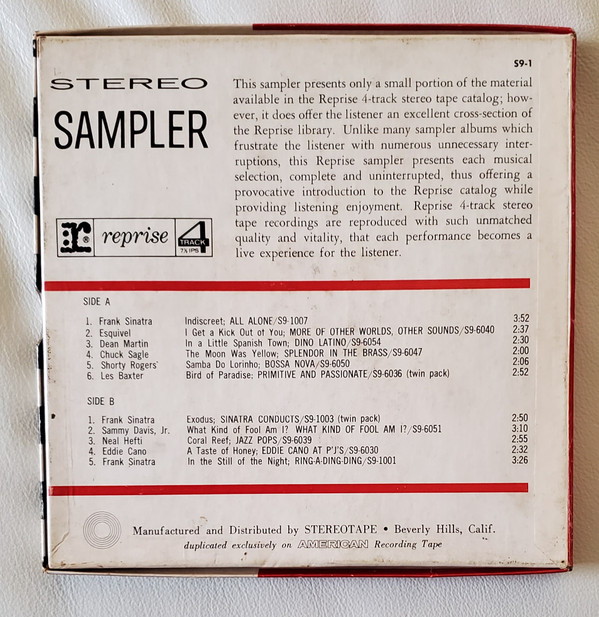 S9-1
STEREO
SAMPLER
This sampler presents only a small portion of the material
available in the Reprise 4-track stereo tape catalog; how-
ever, it does offer the listener an excellent cross-section of
the Reprise library. Unlike many sampler albums which
frustrate the listener with numerous unnecessary inter-
ruptions, this Reprise sampler presents each musical
selection, complete and uninterrupted, thus offering a
provocative introduction to the Reprise catalog while
providing listening enjoyment. Reprise 4-track stereo
tape recordings are reproduced with such unmatched
quality and vitality, that each performance becomes a
live experience for the listener.
r® reprise 4 TRACK 7½ IPS
SIDE A
1. Frank Sinatra Indiscreet; ALL ALONE/S9-1007 3:52
2. Esquivel I Get a Kick Out of You; MORE OF OTHER WORLDS, OTHER SOUNDS/S9-6040 2:37
3. Dean Martin In a Little Spanish Town; DINO LATINO/S9-6054 2:30
4. Chuck Sagle The Moon Was Yellow; SPLENDOR IN THE BRASS/S9-6047 2:00
5. Shorty Rogers' Samba Do Lorinho; BOSSA NOVA/S9-6050 2:06
6. Les Baxter Bird of Paradise; PRIMITIVE AND PASSIONATE/S9-6036 (twin pack) 2:52
SIDE B
1. Frank Sinatra Exodus; SINATRA CONDUCTS/S9-1003 (twin pack) 2:50
2. Sammy Davis, Jr. What Kind of Fool Am I? WHAT KIND OF FOOL AM I?/S9-6051 3:10
3. Neal Hefti Coral Reef; JAZZ POPS/S9-6039 2:55
4. Eddie Cano A Taste of Honey; EDDIE CANO AT PJ'S/S9-6030 2:32
5. Frank Sinatra In the Still of the Night; RING-A-DING-DING/S9-1001 3:26
Manufactured and Distributed by STEREOTAPE • Beverly Hills, Calif.
duplicated exclusively on AMERICAN Recording Tape